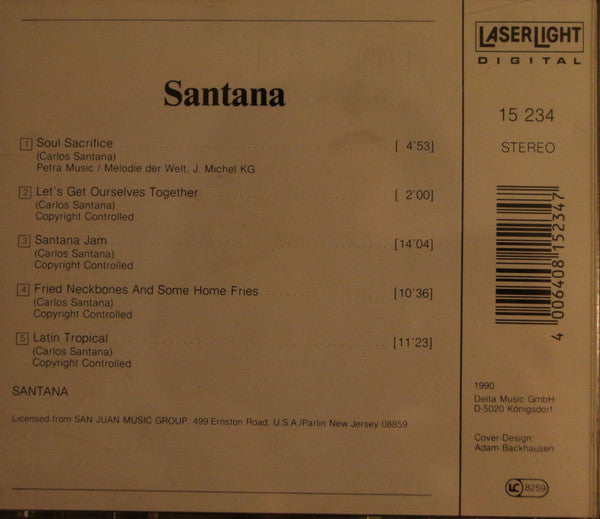 Santana
1 Soul Sacrifice [ 4'53]
(Carlos Santana)
Petra Music / Melodie der Welt, J. Michel KG
2 Let's Get Ourselves Together [ 2'00]
(Carlos Santana)
Copyright Controlled
3 Santana Jam [14'04]
(Carlos Santana)
Copyright Controlled
4 Fried Neckbones And Some Home Fries [10'36]
(Carlos Santana)
Copyright Controlled
5 Latin Tropical [11'23]
(Carlos Santana)
Copyright Controlled
SANTANA
Licensed from SAN JUAN MUSIC GROUP, 499 Ernston Road, U.S.A./Parlin New Jersey 08859
LASERLIGHT
DIGITAL
15 234
STEREO
4 006408 152347
1990
Delta Music GmbH
D-5020 Königsdorf
Cover-Design:
Adam Backhausen
LC 8259